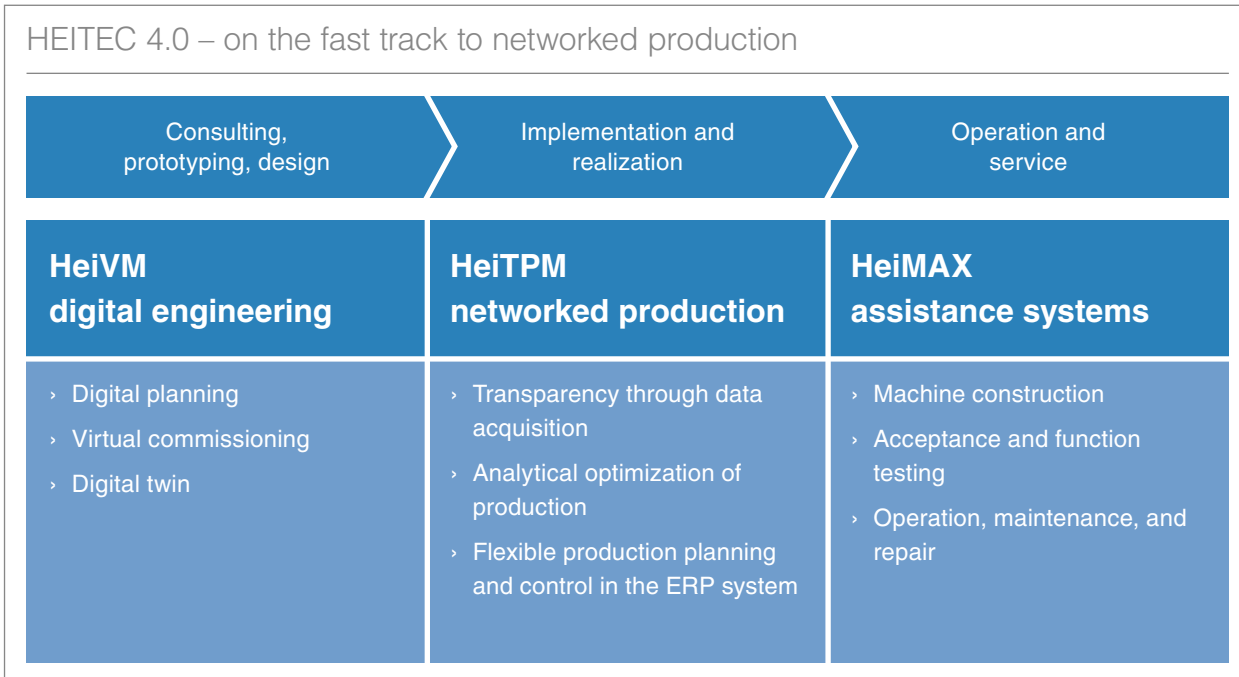 HEITEC 4.0 – on the fast track to networked production
Consulting,
prototyping, design
Implementation and
realization
Operation and
service
HeiVM
digital engineering
HeiTPM
networked production
HeiMAX
assistance systems
› Digital planning
› Virtual commissioning
› Digital twin
› Transparency through data
acquisition
› Analytical optimization of
production
› Flexible production planning
and control in the ERP system
› Machine construction
› Acceptance and function
testing
› Operation, maintenance, and
repair